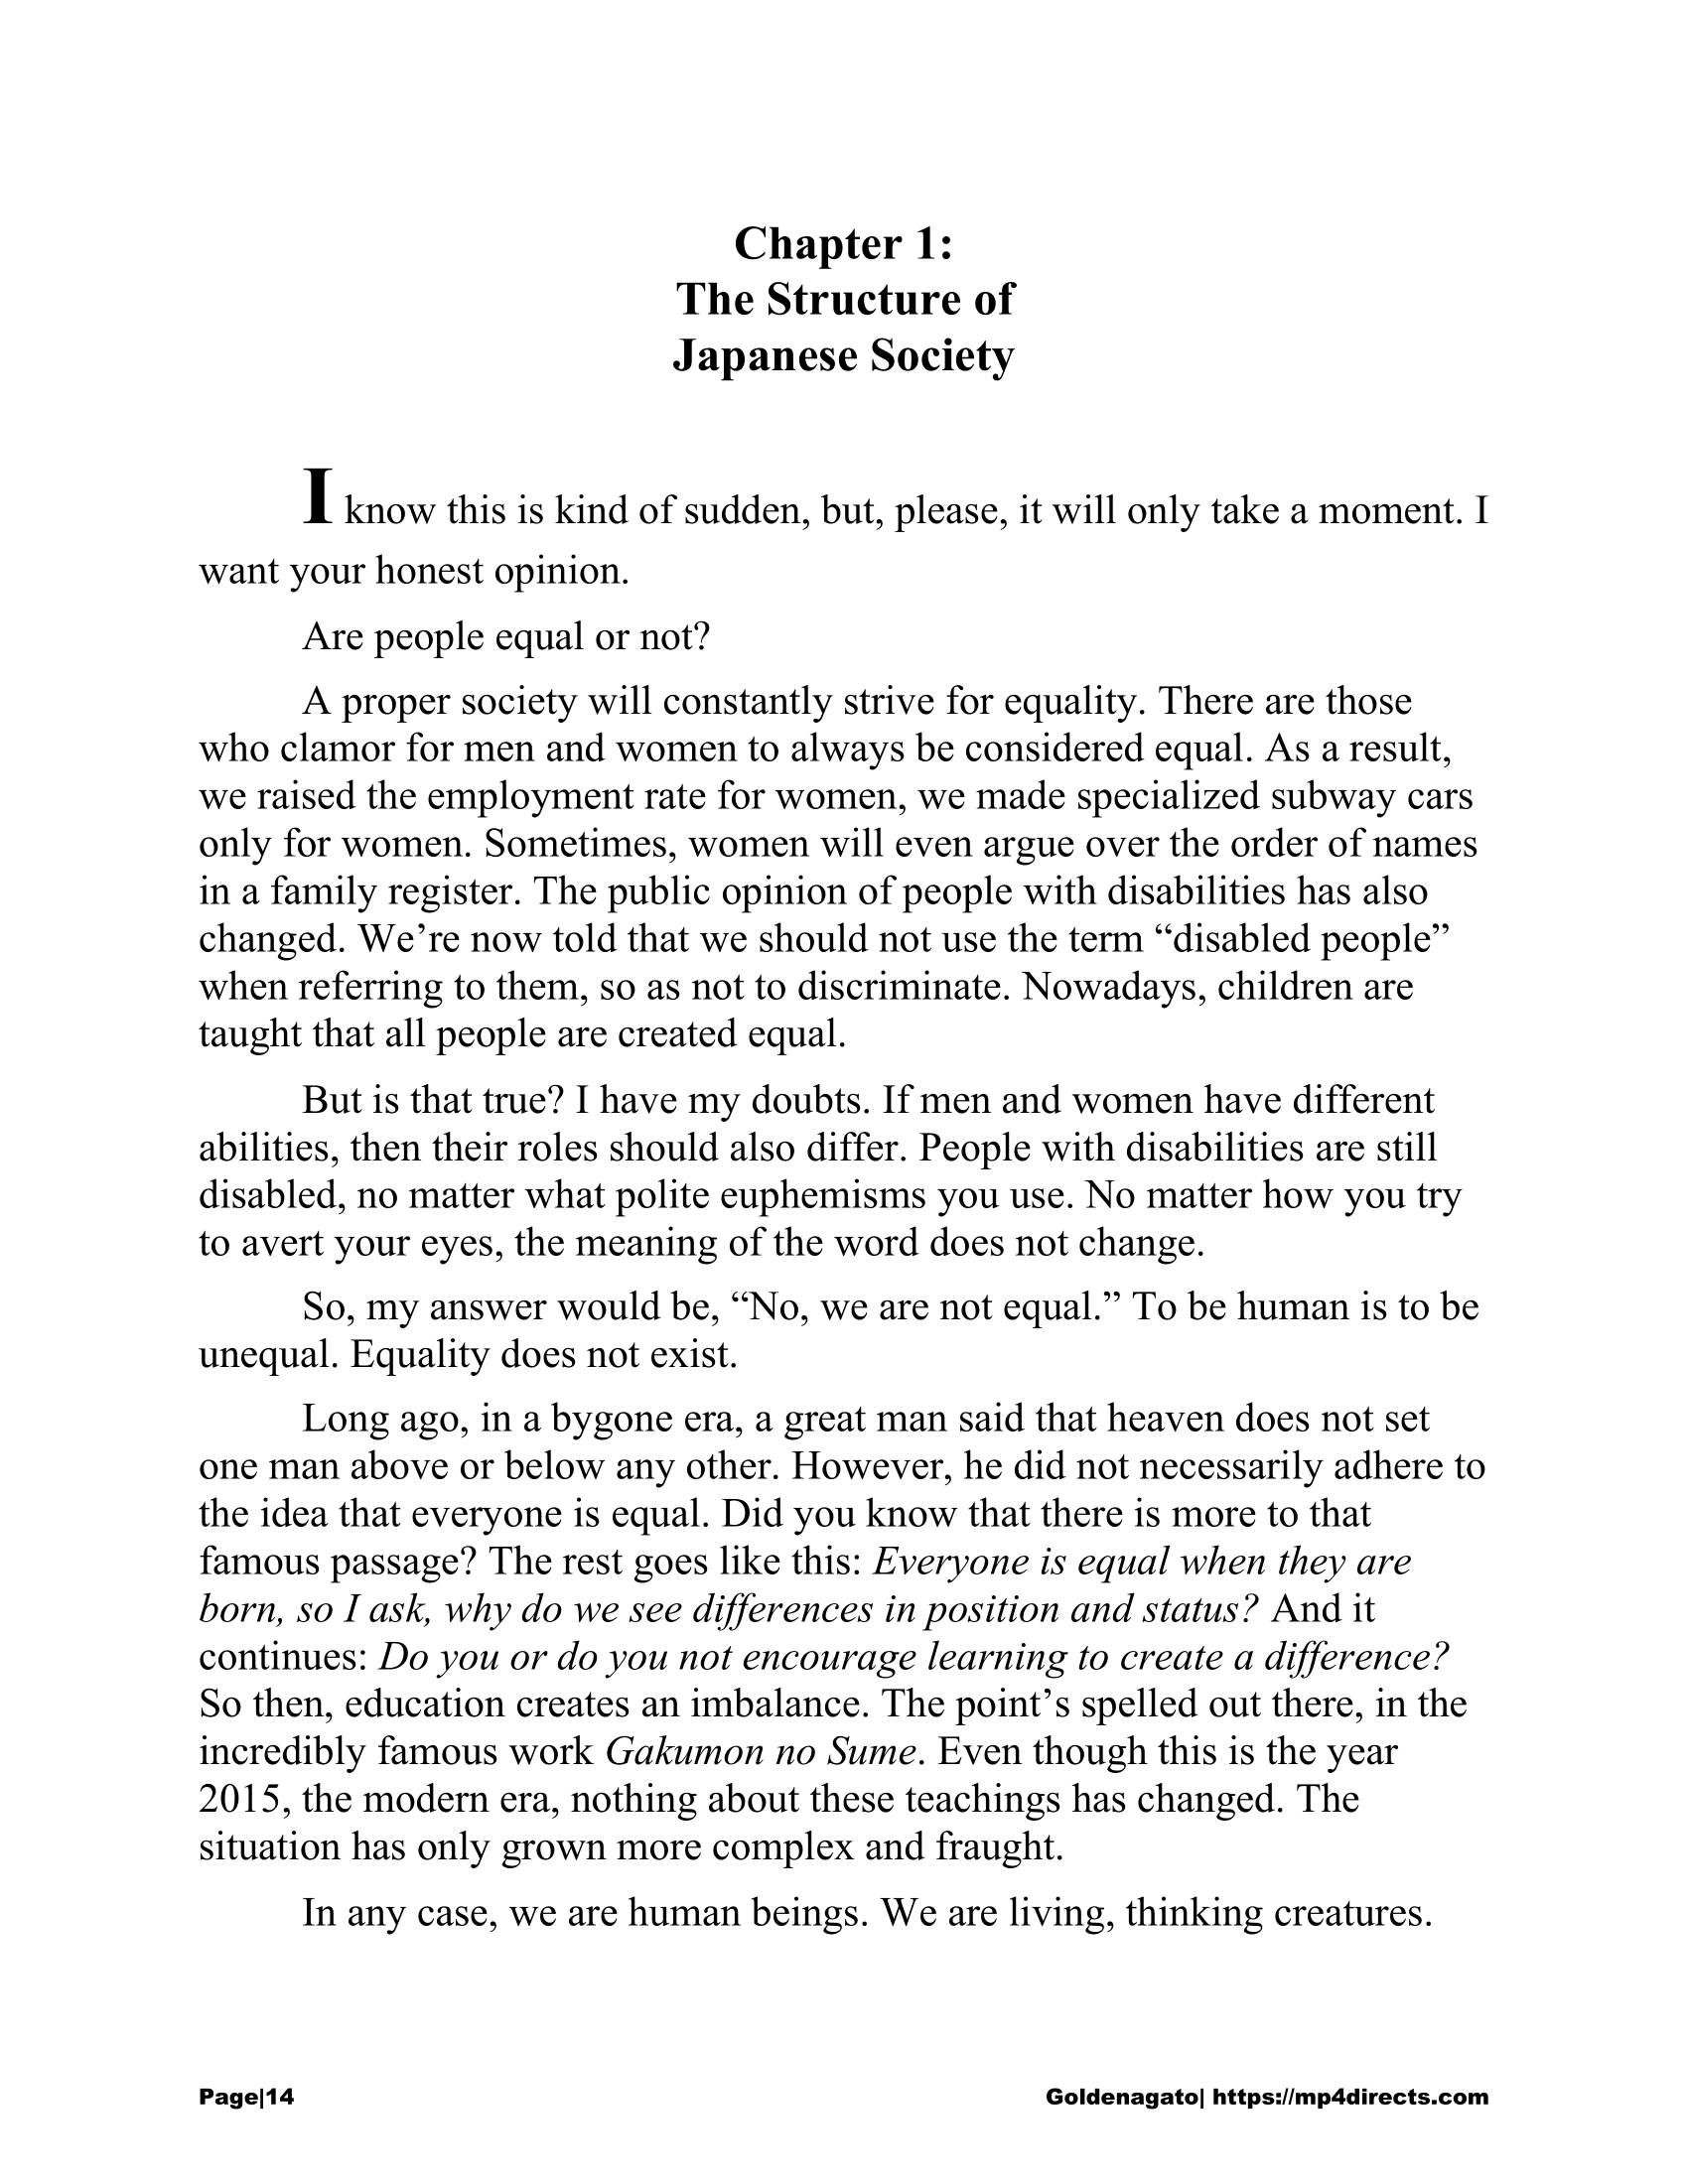 Chapter 1:
The Structure of
Japanese Society
I know this is kind of sudden, but, please, it will only take a moment. I
want your honest opinion.
Are people equal or not?
A proper society will constantly strive for equality. There are those
who clamor for men and women to always be considered equal. As a result,
we raised the employment rate for women, we made specialized subway cars
only for women. Sometimes, women will even argue over the order of names
in a family register. The public opinion of people with disabilities has also
changed. We’re now told that we should not use the term “disabled people”
when referring to them, so as not to discriminate. Nowadays, children are
taught that all people are created equal.
But is that true? I have my doubts. If men and women have different
abilities, then their roles should also differ. People with disabilities are still
disabled, no matter what polite euphemisms you use. No matter how you try
to avert your eyes, the meaning of the word does not change.
So, my answer would be, “No, we are not equal.” To be human is to be
unequal. Equality does not exist.
Long ago, in a bygone era, a great man said that heaven does not set
one man above or below any other. However, he did not necessarily adhere to
the idea that everyone is equal. Did you know that there is more to that
famous passage? The rest goes like this: Everyone is equal when they are
born, so I ask, why do we see differences in position and status? And it
continues: Do you or do you not encourage learning to create a difference?
So then, education creates an imbalance. The point’s spelled out there, in the
incredibly famous work Gakumon no Sume. Even though this is the year
2015, the modern era, nothing about these teachings has changed. The
situation has only grown more complex and fraught.
In any case, we are human beings. We are living, thinking creatures.
Page|14 Goldenagato| https://mp4directs.com